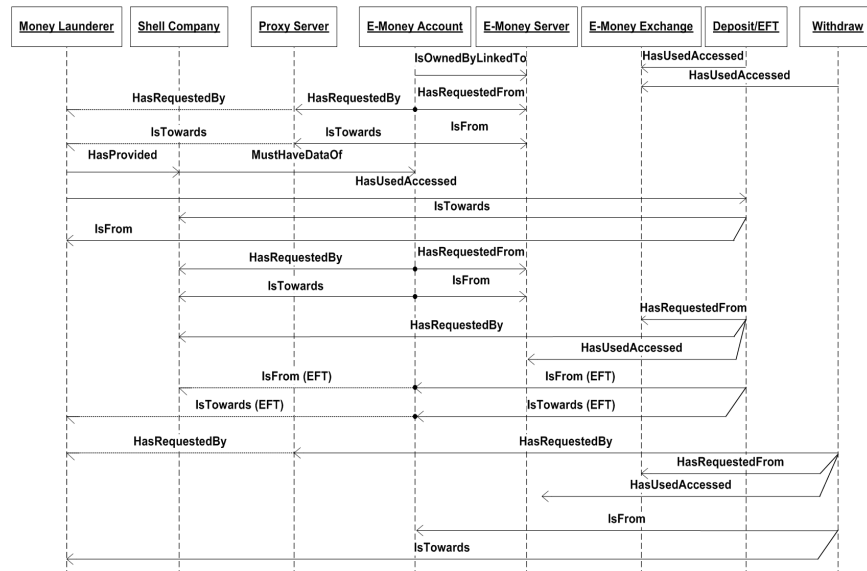 Money Launderer
Shell Company
Proxy Server
E-Money Account
E-Money Server
E-Money Exchange
Deposit/EFT
Withdraw
IsOwnedByLinkedTo
HasUsedAccessed
HasUsedAccessed
HasRequestedBy
HasRequestedBy
HasRequestedFrom
IsTowards
IsTowards
IsFrom
HasProvided
MustHaveDataOf
HasUsedAccessed
IsTowards
IsFrom
HasRequestedBy
HasRequestedFrom
IsTowards
IsFrom
HasRequestedFrom
HasRequestedBy
HasUsedAccessed
IsFrom (EFT)
IsFrom (EFT)
IsTowards (EFT)
IsTowards (EFT)
HasRequestedBy
HasRequestedBy
HasRequestedFrom
HasUsedAccessed
IsFrom
IsTowards